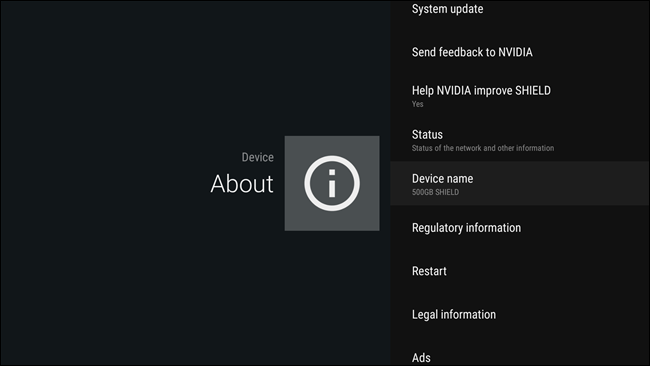 Device
About
System update
Send feedback to NVIDIA
Help NVIDIA improve SHIELD
Yes
Status
Status of the network and other information
Device name
500GB SHIELD
Regulatory information
Restart
Legal information
Ads